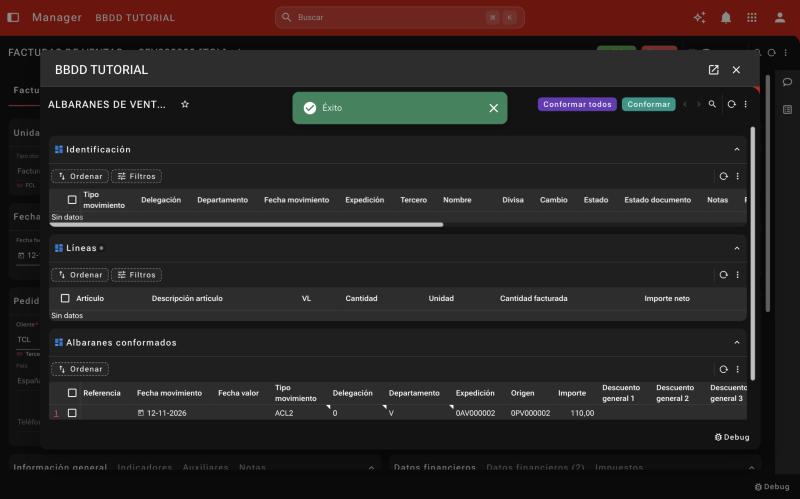 Manager BBDD TUTORIAL Buscar ⌘ K
BBDD TUTORIAL
ALBARANES DE VENT... Éxito Conformar todos Conformar
Identificación
Ordenar Filtros
Tipo movimiento Delegación Departamento Fecha movimiento Expedición Tercero Nombre Divisa Cambio Estado Estado documento Notas
Sin datos
Líneas
Ordenar Filtros
Artículo Descripción artículo VL Cantidad Unidad Cantidad facturada Importe neto
Sin datos
Albaranes conformados
Ordenar
Referencia Fecha movimiento Fecha valor Tipo movimiento Delegación Departamento Expedición Origen Importe Descuento general 1 Descuento general 2 Descuento general 3
1 12-11-2026 ACL2 0 V 0AV000002 0PV000002 110,00
Debug
Información general Indicadores Auxiliares Notas Datos financieros Datos financieros (2) Impuestos
Debug